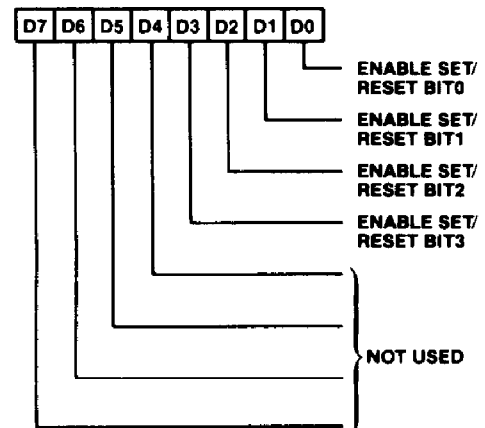 D7 D6 D5 D4 D3 D2 D1 D0
ENABLE SET/
RESET BIT0
ENABLE SET/
RESET BIT1
ENABLE SET/
RESET BIT2
ENABLE SET/
RESET BIT3
NOT USED